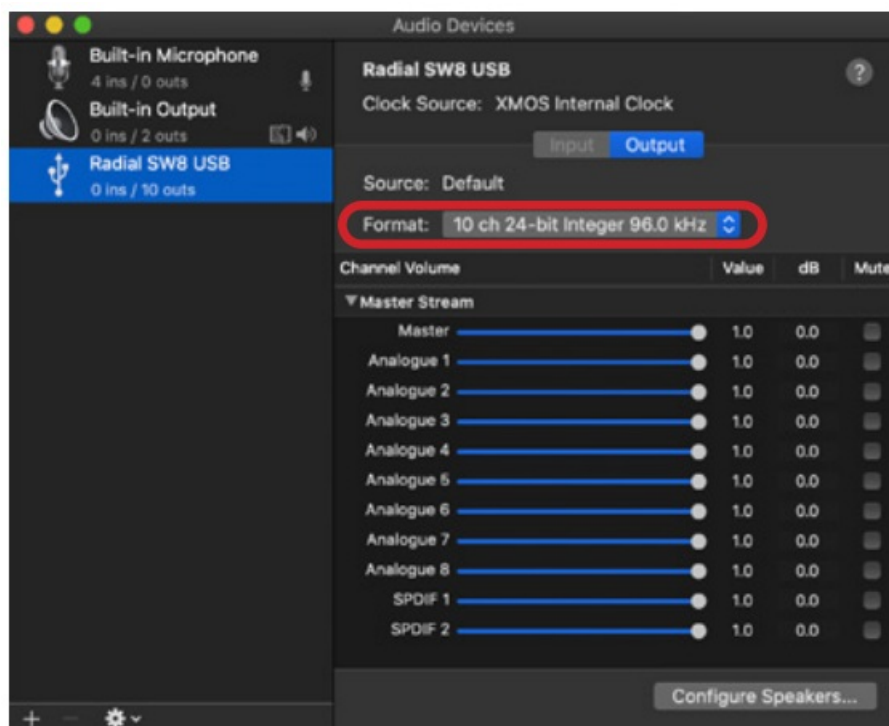 Audio Devices
Built-in Microphone
4 ins / 0 outs
Built-in Output
0 ins / 2 outs
Radial SW8 USB
0 ins / 10 outs
Radial SW8 USB
?
Clock Source: XMOS Internal Clock
Input Output
Source: Default
Format: 10 ch 24-bit Integer 96.0 kHz
Channel Volume Value dB Mute
Master Stream
Master 1.0 0.0
Analogue 1 1.0 0.0
Analogue 2 1.0 0.0
Analogue 3 1.0 0.0
Analogue 4 1.0 0.0
Analogue 5 1.0 0.0
Analogue 6 1.0 0.0
Analogue 7 1.0 0.0
Analogue 8 1.0 0.0
SPDIF 1 1.0 0.0
SPDIF 2 1.0 0.0
Configure Speakers...